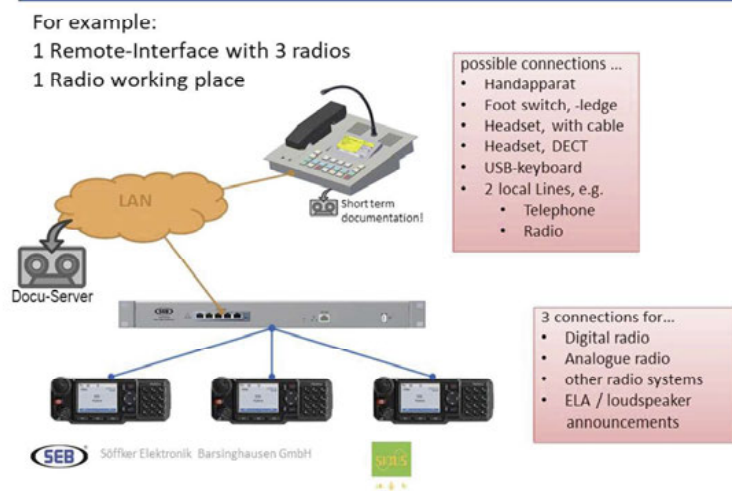 For example:
1 Remote-Interface with 3 radios
1 Radio working place
possible connections ...
• Handapparat
• Foot switch, -ledge
• Headset, with cable
• Headset, DECT
• USB-keyboard
• 2 local Lines, e.g.
• Telephone
• Radio
LAN
Short term
documentation!
Docu-Server
SEB
3 connections for...
• Digital radio
• Analogue radio
• other radio systems
• ELA / loudspeaker
announcements
SEB
Söffker Elektronik Barsinghausen GmbH